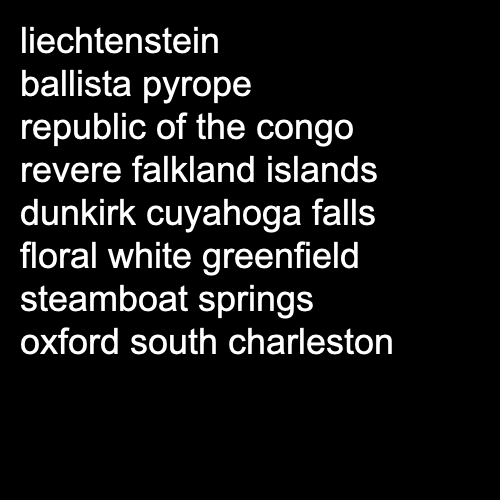 liechtenstein
ballista pyrope
republic of the congo
revere falkland islands
dunkirk cuyahoga falls
floral white greenfield
steamboat springs
oxford south charleston